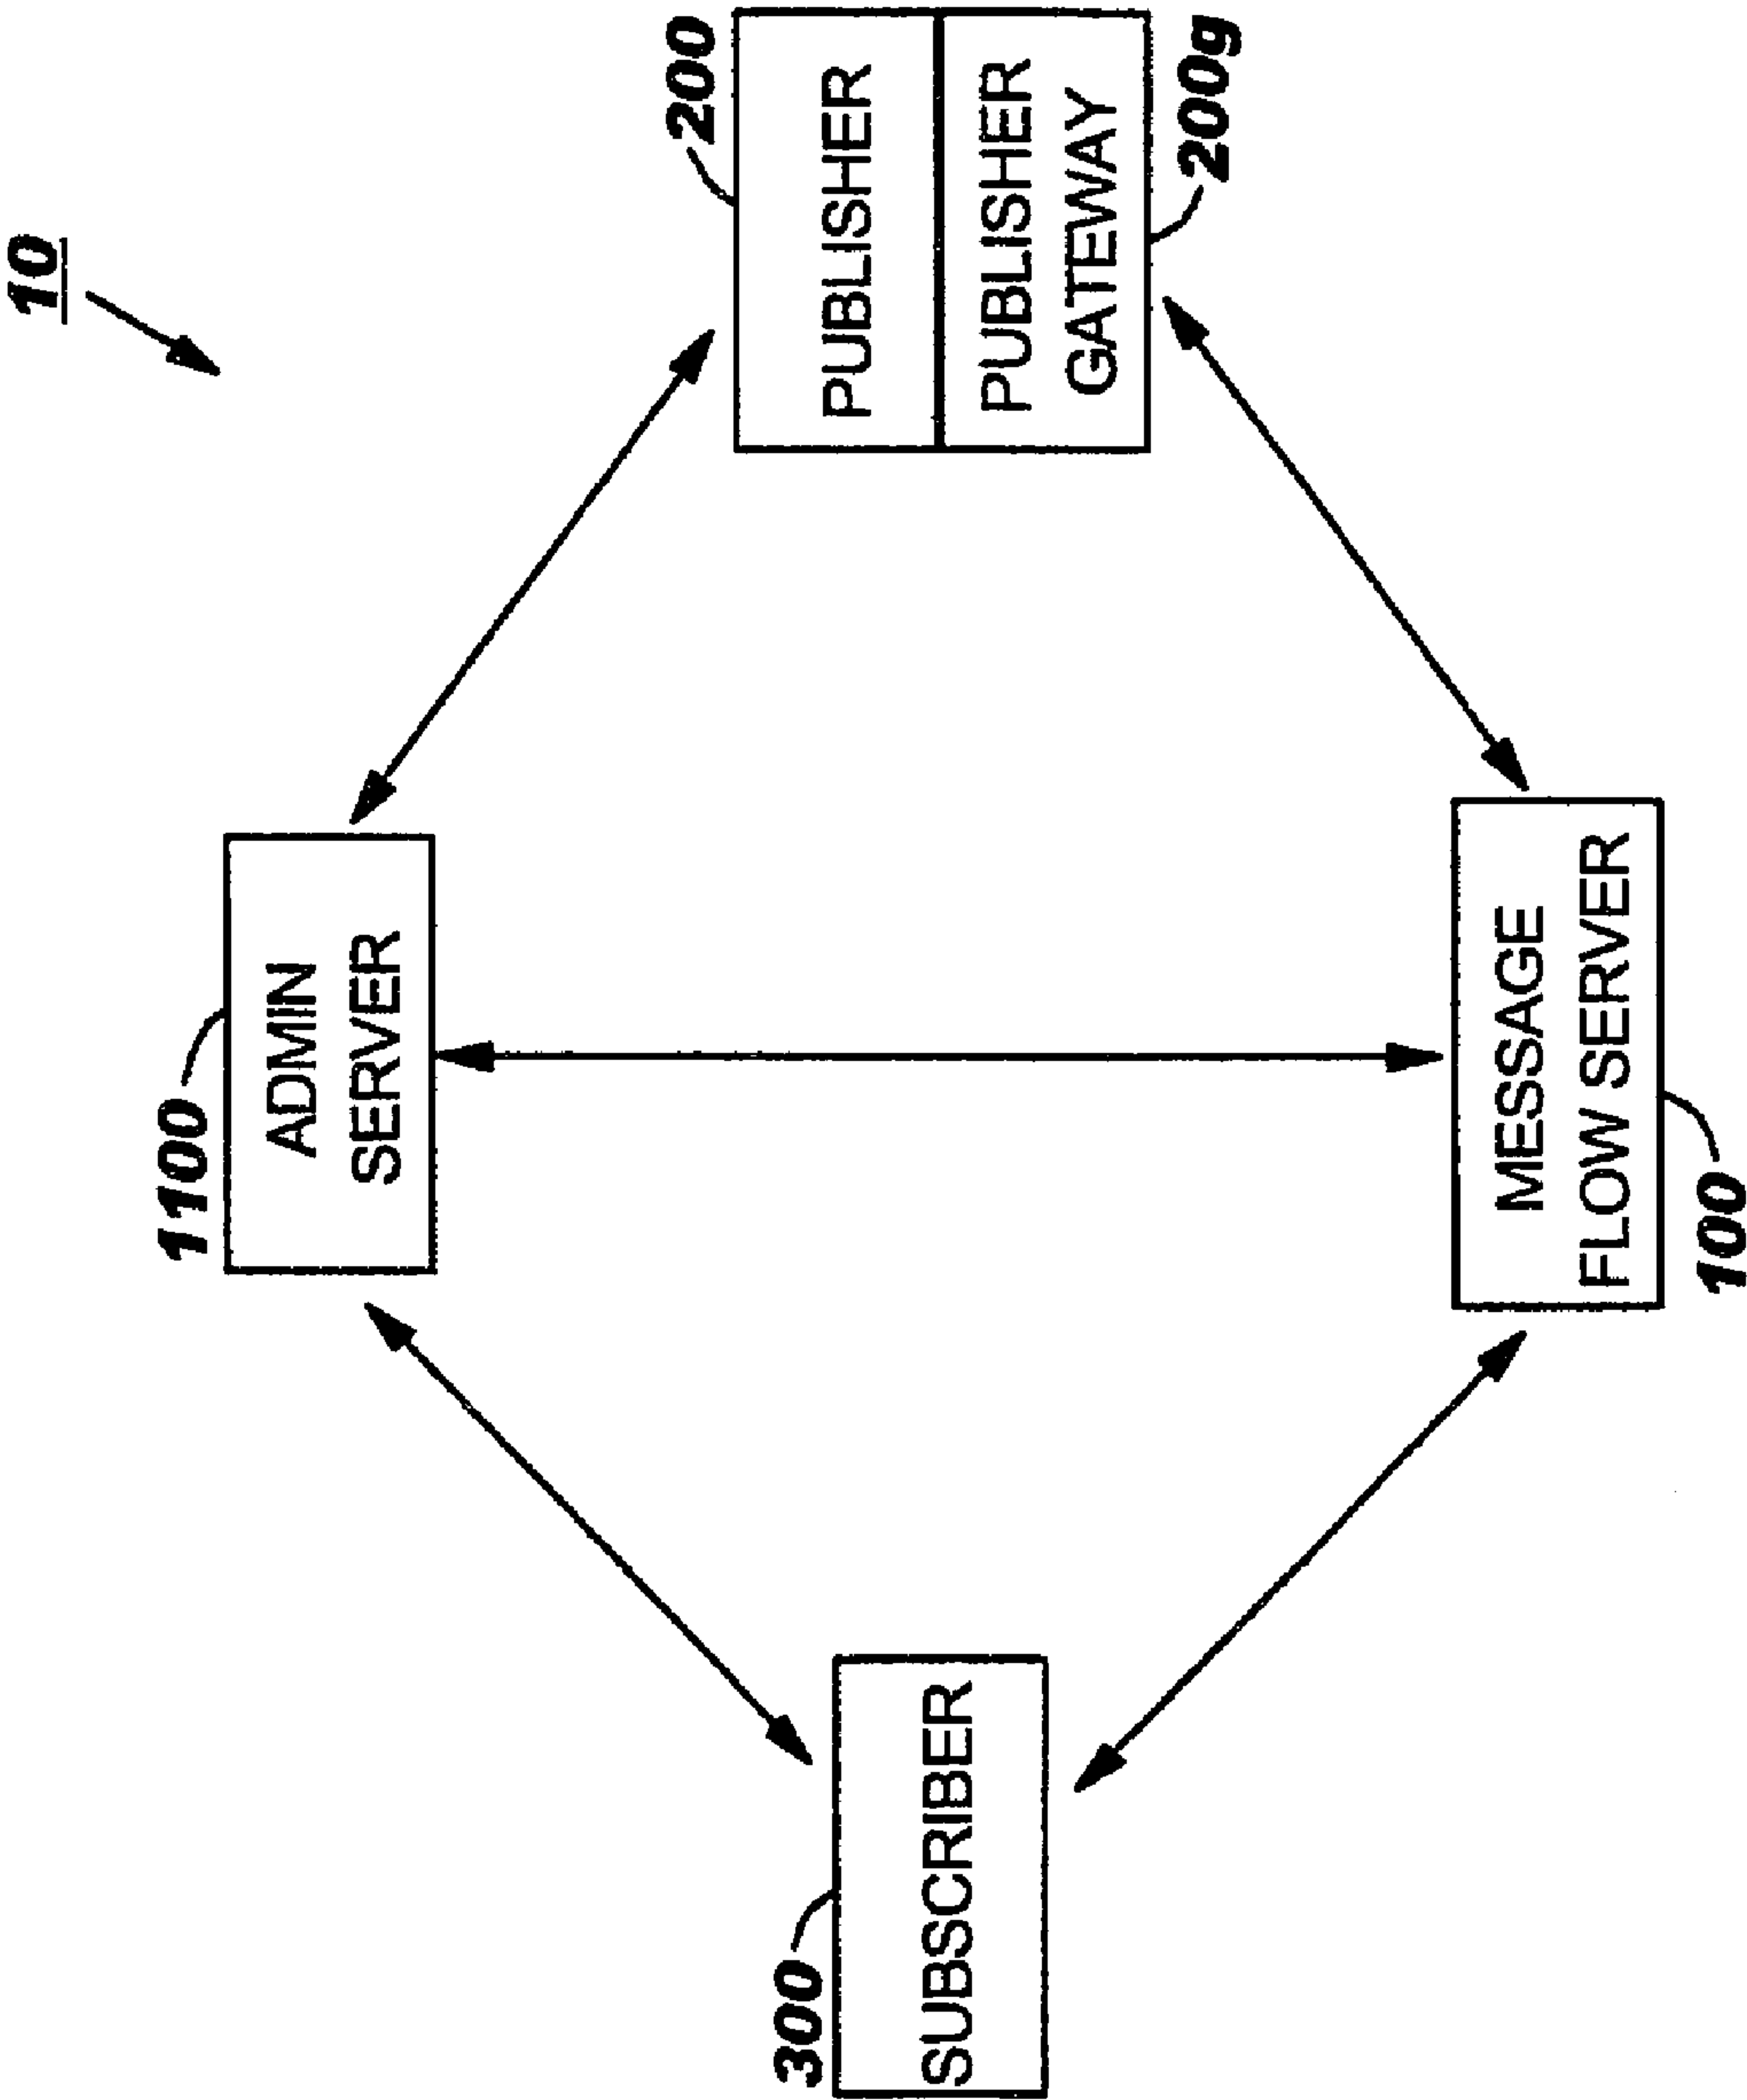 10
1100
ADMIN
SERVER
300
SUBSCRIBER
200
PUBLISHER
PUBLISHER
GATEWAY
200g
MESSAGE
FLOW SERVER
100